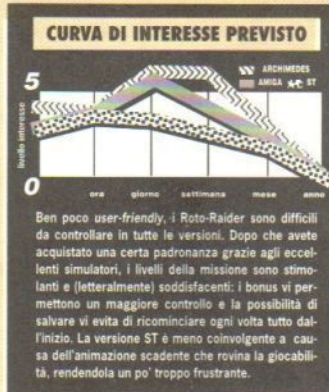 CURVA DI INTERESSE PREVISTO
5
ARCHIMEDES
AMIGA ST
livello interesse
0
ora giorno settimana mese anno
Ben poco user-friendly, i Roto-Raider sono difficili
da controllare in tutte le versioni. Dopo che avete
acquistato una certa padronanza grazie agli eccel-
lenti simulatori, i livelli della missione sono stimo-
lanti e (letteralmente) soddisfacenti: i bonus vi per-
mettono un maggiore controllo e la possibilità di
salvare vi evita di ricominciare ogni volta tutto dal-
l'inizio. La versione ST è meno coinvolgente a cau-
sa dell'animazione scadente che rovina la giocabili-
tà, rendendola un po' troppo frustrante.